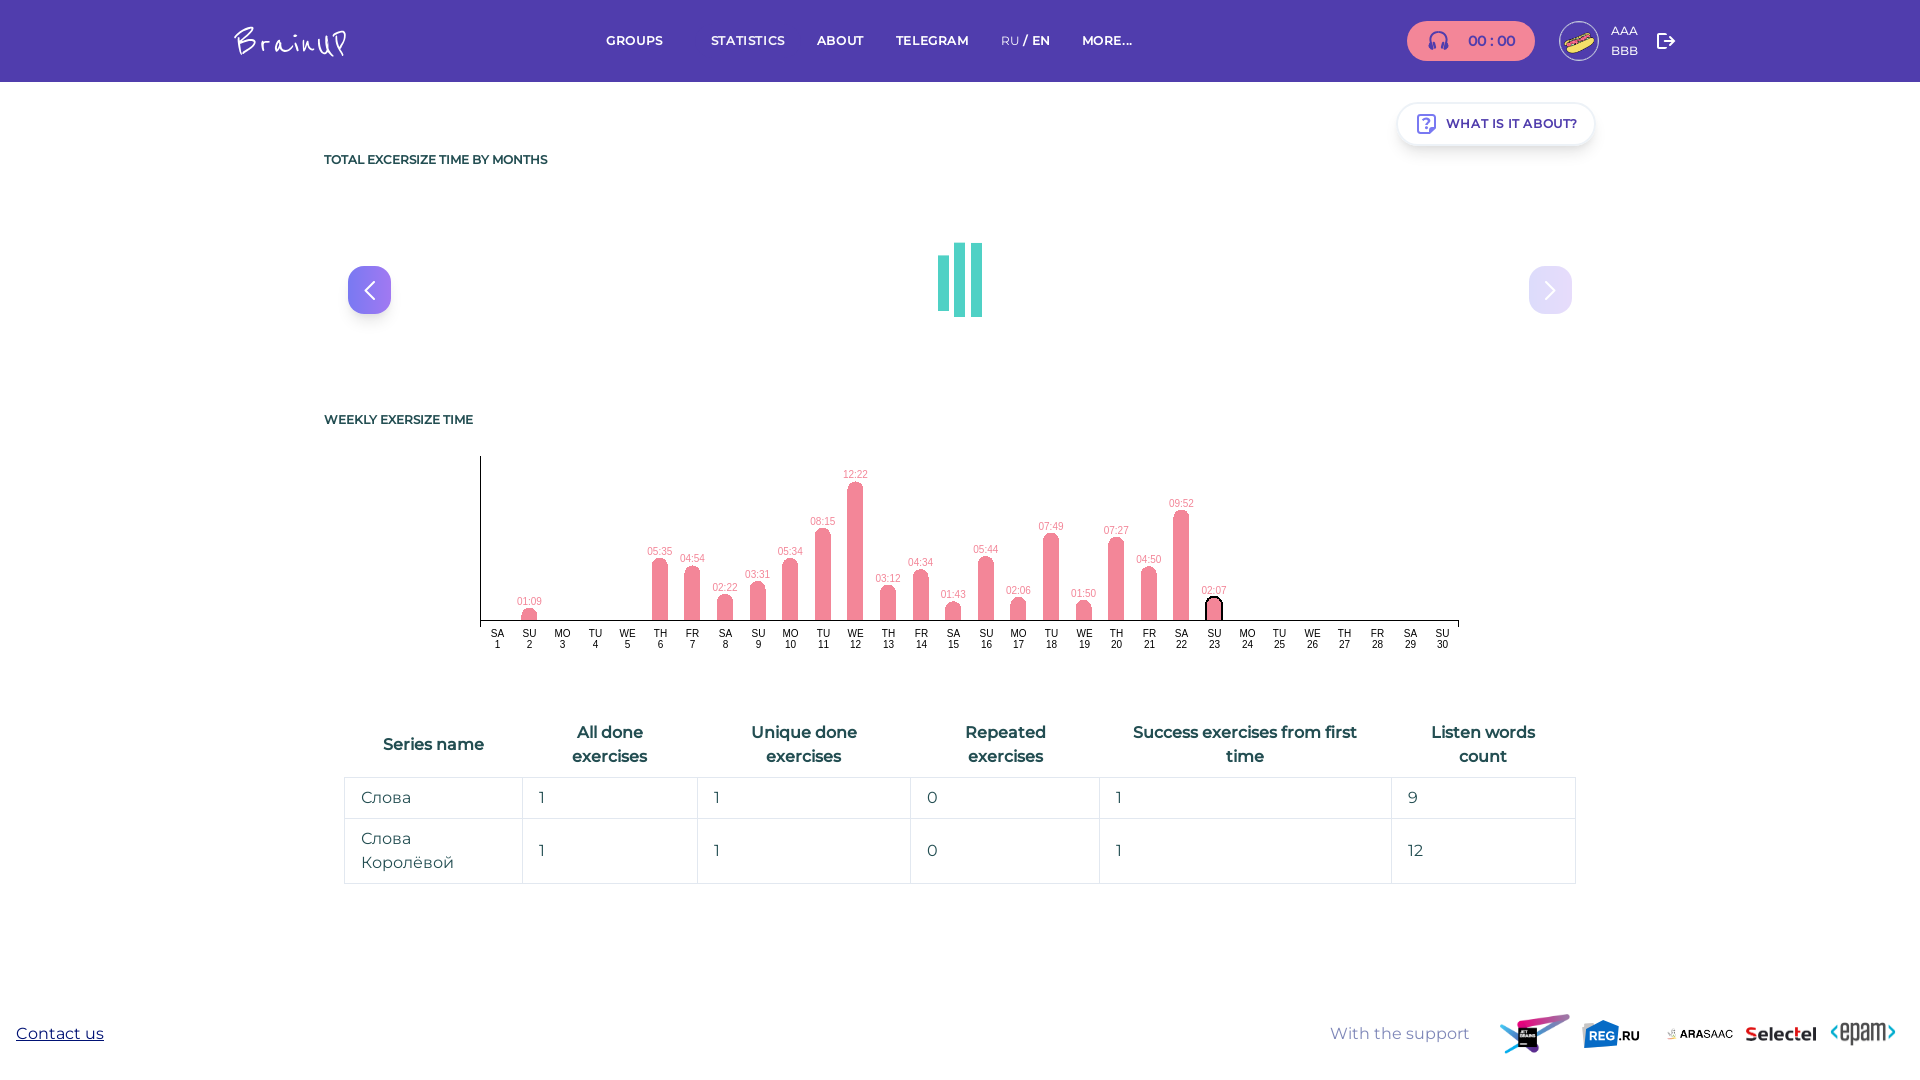 BrainUP
GROUPS
STATISTICS
ABOUT
TELEGRAM
RU / EN
MORE...
00 : 00
AAA
BBB
WHAT IS IT ABOUT?
TOTAL EXCERSIZE TIME BY MONTHS
WEEKLY EXERSIZE TIME
01:09 05:35 04:54 02:22 03:31 05:34 08:15 12:22 03:12 04:34 01:43 05:44 02:06 07:49 01:50 07:27 04:50 09:52 02:07
SA SU MO TU WE TH FR SA SU MO TU WE TH FR SA SU MO TU WE TH FR SA SU MO TU WE TH FR SA SU
1 2 3 4 5 6 7 8 9 10 11 12 13 14 15 16 17 18 19 20 21 22 23 24 25 26 27 28 29 30
Series name
All done
exercises
Unique done
exercises
Repeated
exercises
Success exercises from first
time
Listen words
count
Слова 1 1 0 1 9
Слова
Королёвой
1 1 0 1 12
Contact us
With the support
REG.RU
ARASAAC
Selectel
<epam>